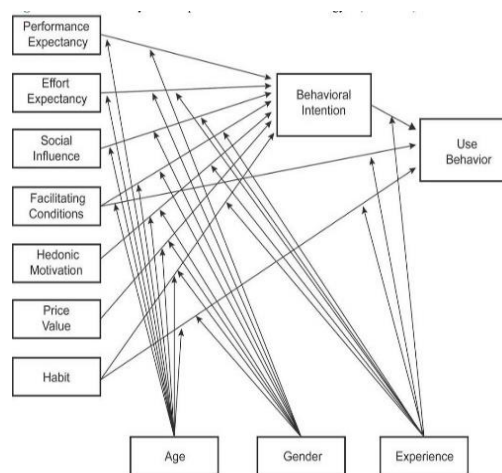 Performance
Expectancy
Effort
Expectancy
Social
Influence
Facilitating
Conditions
Hedonic
Motivation
Price
Value
Habit
Behavioral
Intention
Use
Behavior
Age
Gender
Experience